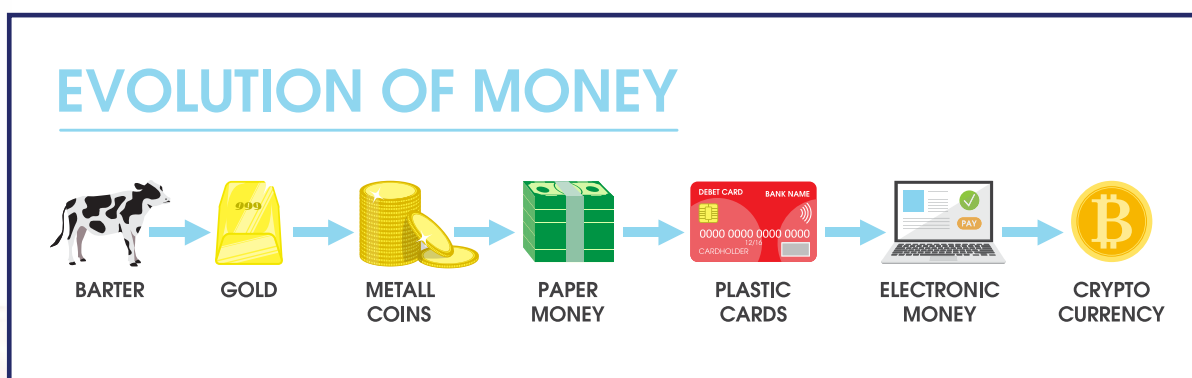 EVOLUTION OF MONEY
999
DEBET CARD BANK NAME
0000 0000 0000 0000
12/16
CARDHOLDER
PAY
BARTER
GOLD
METALL
COINS
PAPER
MONEY
PLASTIC
CARDS
ELECTRONIC
MONEY
CRYPTO
CURRENCY